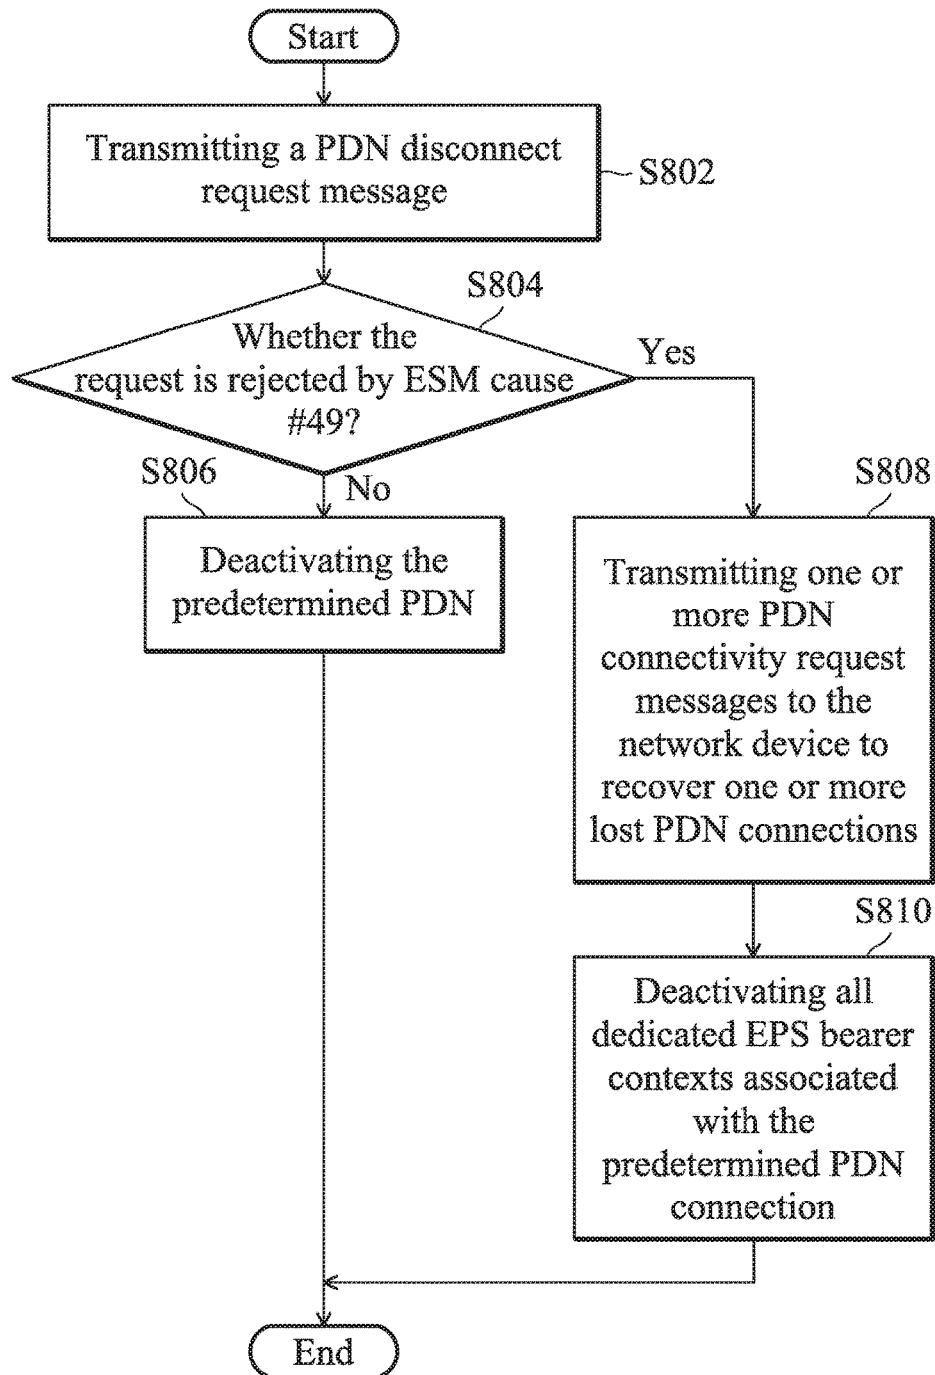 Start
Transmitting a PDN disconnect
request message
S802
S804
Whether the
request is rejected by ESM cause
#49?
Yes
S806
No
Deactivating the
predetermined PDN
S808
Transmitting one or
more PDN
connectivity request
messages to the
network device to
recover one or more
lost PDN connections
S810
Deactivating all
dedicated EPS bearer
contexts associated
with the
predetermined PDN
connection
End